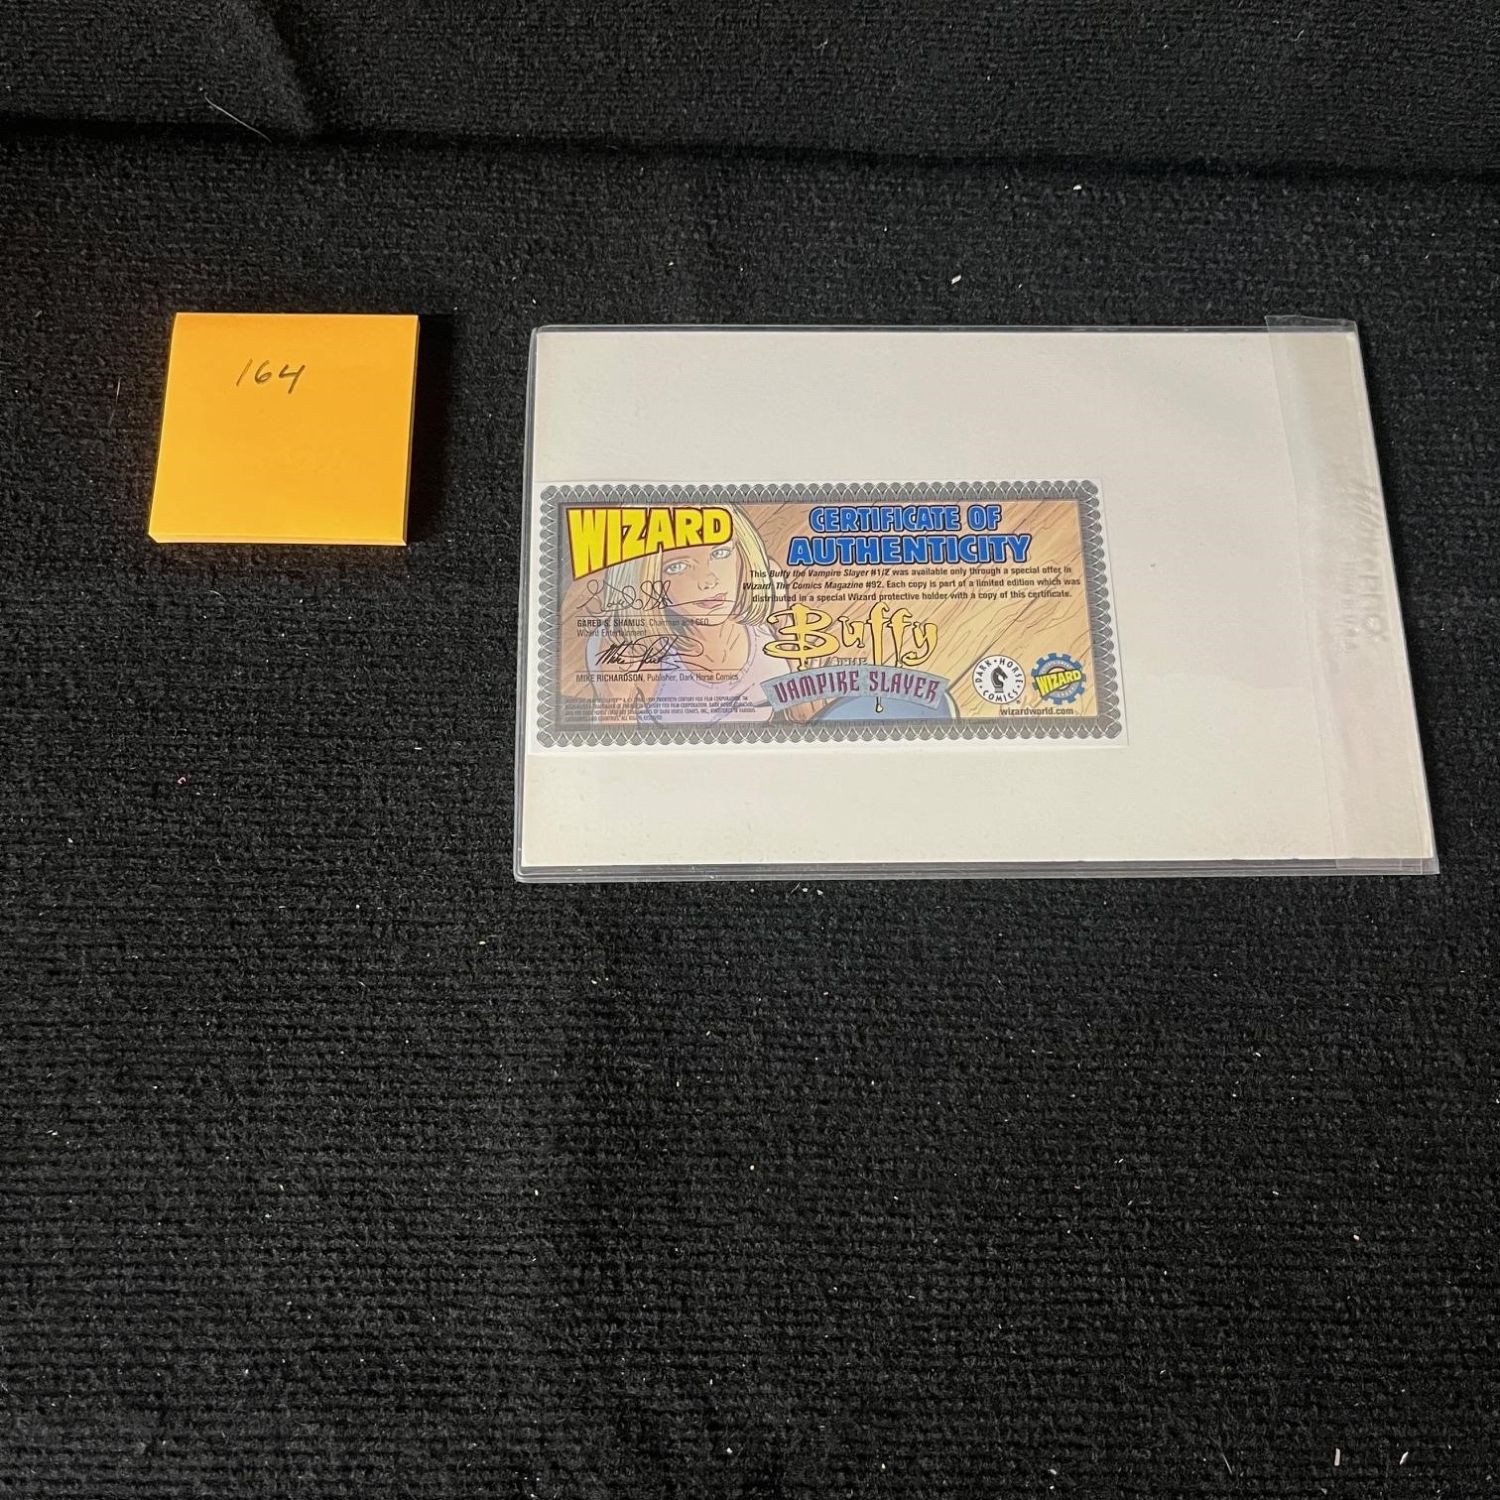 164
WIZARD
CERTIFICATE OF
AUTHENTICITY
This Buffy the Vampire Slayer #1/2 was available only through a special offer in
Wizard: The Comics Magazine #92. Each copy is part of a limited edition which was
distributed in a special Wizard protective holder with a copy of this certificate.
GAREB S. SHAMUS, Chairman and CEO
Wizard Entertainment
MIKE RICHARDSON, Publisher, Dark Horse Comics
Buffy
THE
VAMPIRE SLAYER
DARK HORSE
COMICS
WIZARD
wizardworld.com